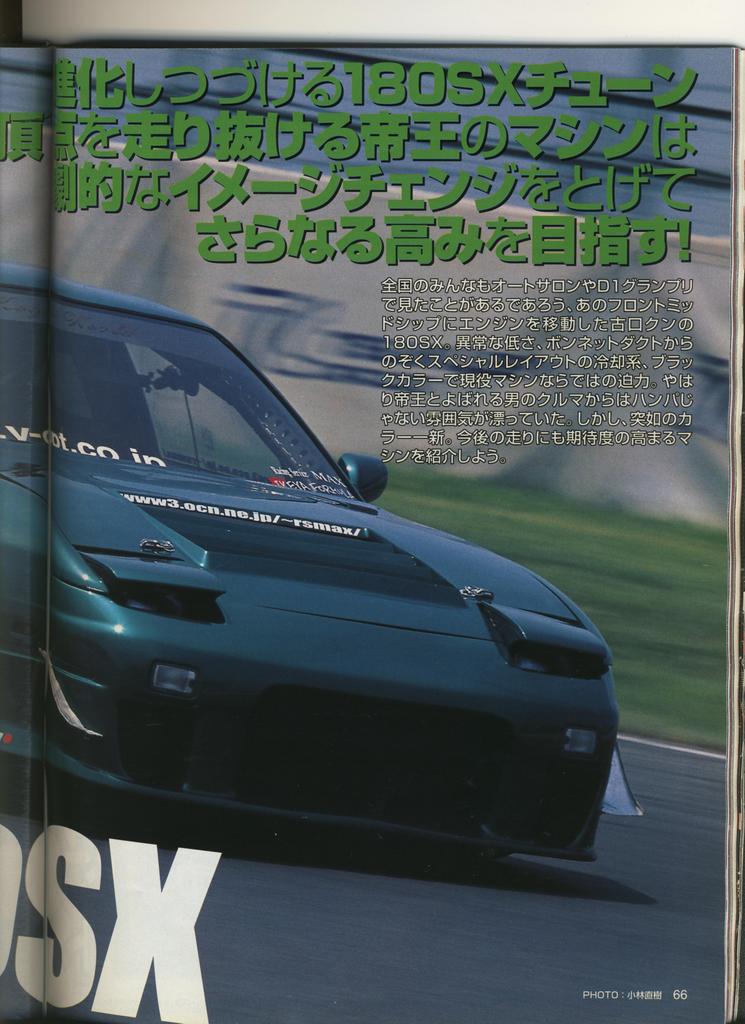 進化しつづける180SXチューン
頂点を走り抜ける帝王のマシンは
劇的なイメージチェンジをとげて
さらなる高みを目指す!
全国のみんなもオートサロンやD1グランプリ
で見たことがあるであろう、あのフロントミッ
ドシップにエンジンを移動した古口クンの
180SX。異常な低さ、ボンネットダクトから
のぞくスペシャルレイアウトの冷却系、ブラッ
クカラーで現役マシンならではの迫力。やは
り帝王とよばれる男のクルマからはハンパじ
ゃない雰囲気が漂っていた。しかし、突如のカ
ラー一新。今後の走りにも期待度の高まるマ
シンを紹介しよう。
.v-opt.co.jp
Racing Service MAX
KEYA FORMULA
www3.ocn.ne.jp/~rsmax/
0SX
PHOTO:小林直樹 66